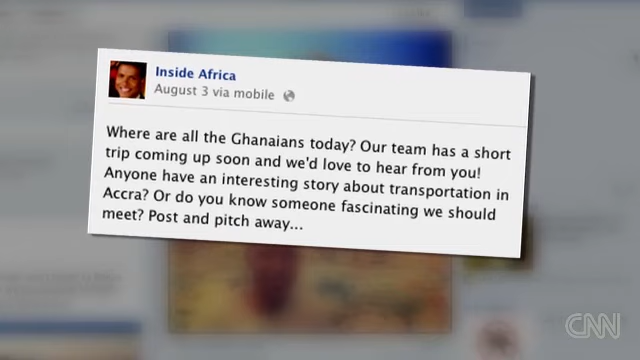 Inside Africa
August 3 via mobile
Where are all the Ghanaians today? Our team has a short
trip coming up soon and we'd love to hear from you!
Anyone have an interesting story about transportation in
Accra? Or do you know someone fascinating we should
meet? Post and pitch away...
CNN